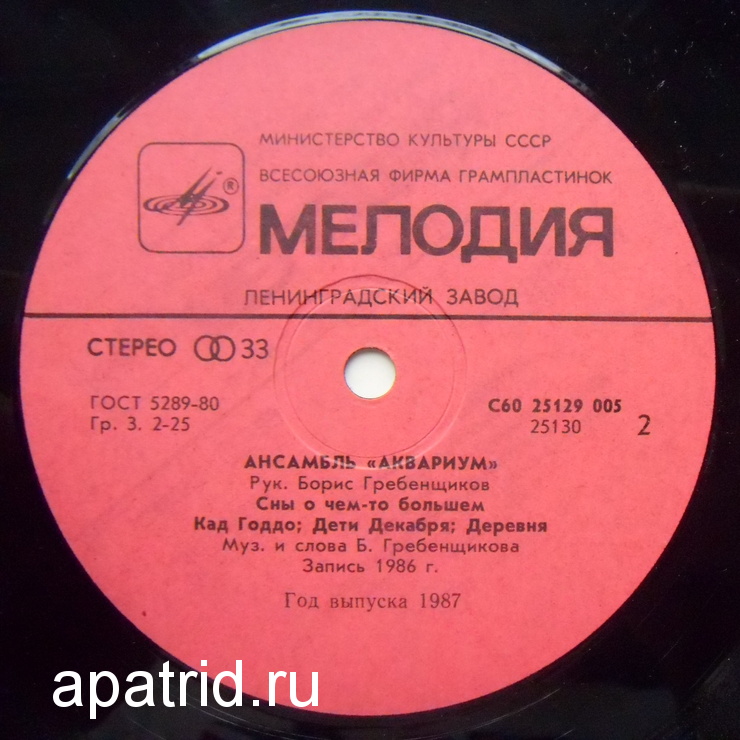 МИНИСТЕРСТВО КУЛЬТУРЫ СССР
ВСЕСОЮЗНАЯ ФИРМА ГРАМПЛАСТИНОК
®
МЕЛОДИЯ
ЛЕНИНГРАДСКИЙ ЗАВОД
СТЕРЕО 33
ГОСТ 5289-80
Гр. 3. 2-25
С60 25129 005
25130 2
АНСАМБЛЬ «АКВАРИУМ»
Рук. Борис Гребенщиков
Сны о чем-то большем
Кад Годдо; Дети Декабря; Деревня
Муз. и слова Б. Гребенщикова
Запись 1986 г.
Год выпуска 1987
apatrid.ru